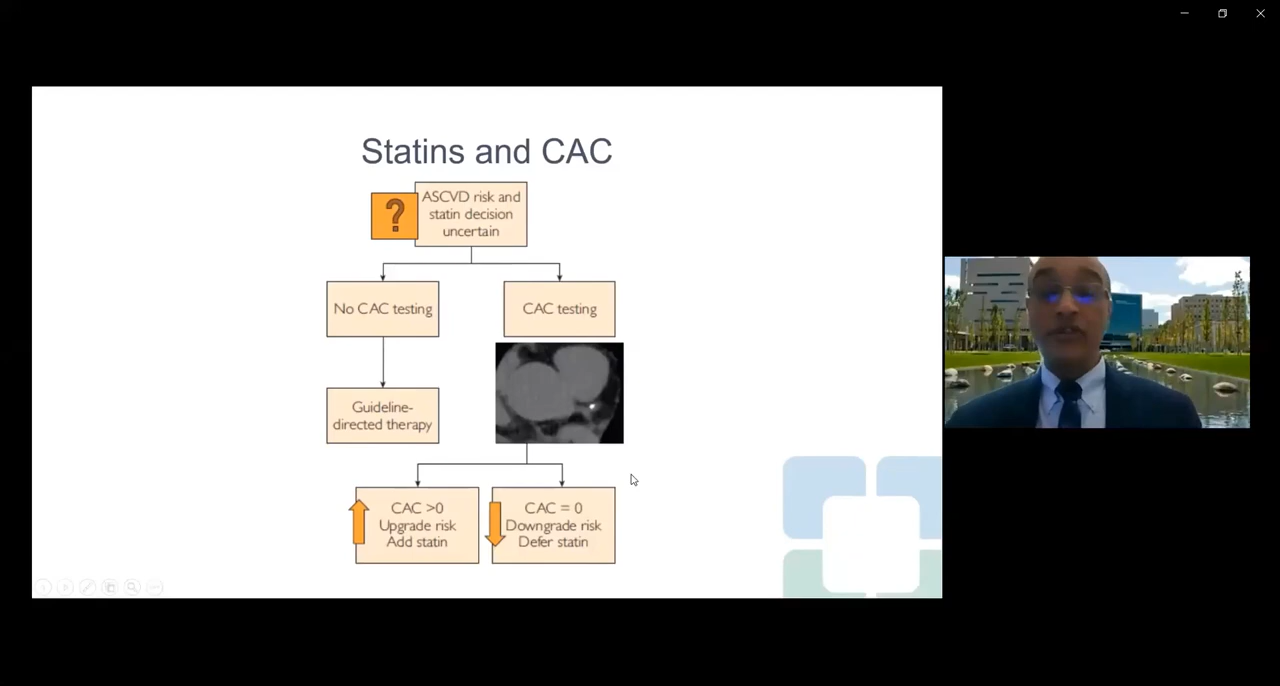 Statins and CAC
?
ASCVD risk and
statin decision
uncertain
No CAC testing
CAC testing
Guideline-
directed therapy
CAC >0
Upgrade risk
Add statin
CAC = 0
Downgrade risk
Defer statin